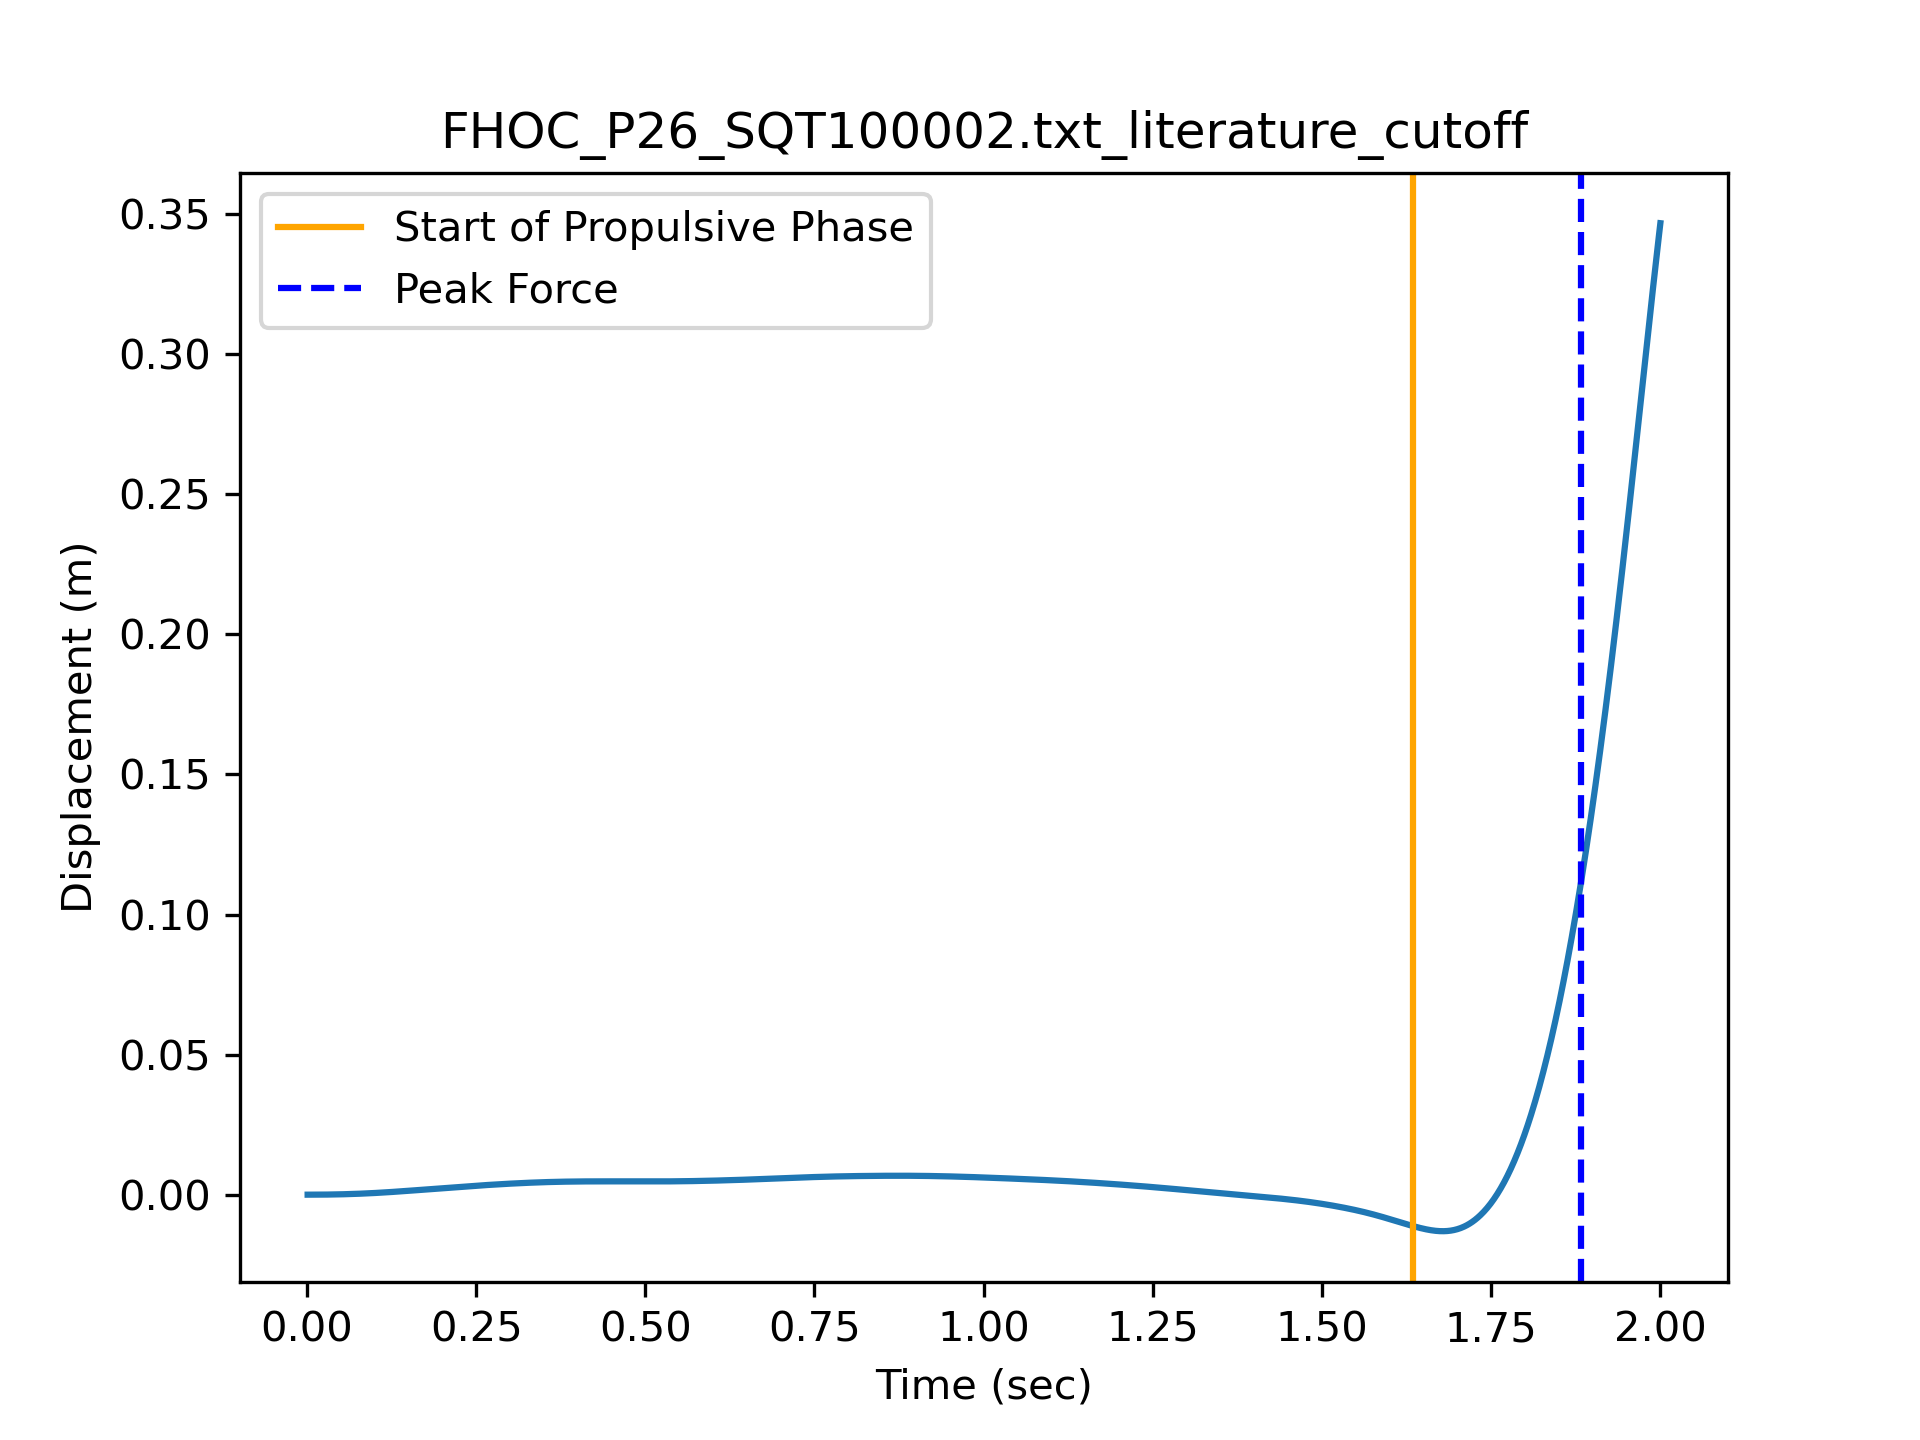 FHOC_P26_SQT100002.txt_literature_cutoff
Start of Propulsive Phase
Peak Force
0.35
0.30
0.25
0.20
0.15
0.10
0.05
0.00
Displacement (m)
0.00 0.25 0.50 0.75 1.00 1.25 1.50 1.75 2.00
Time (sec)